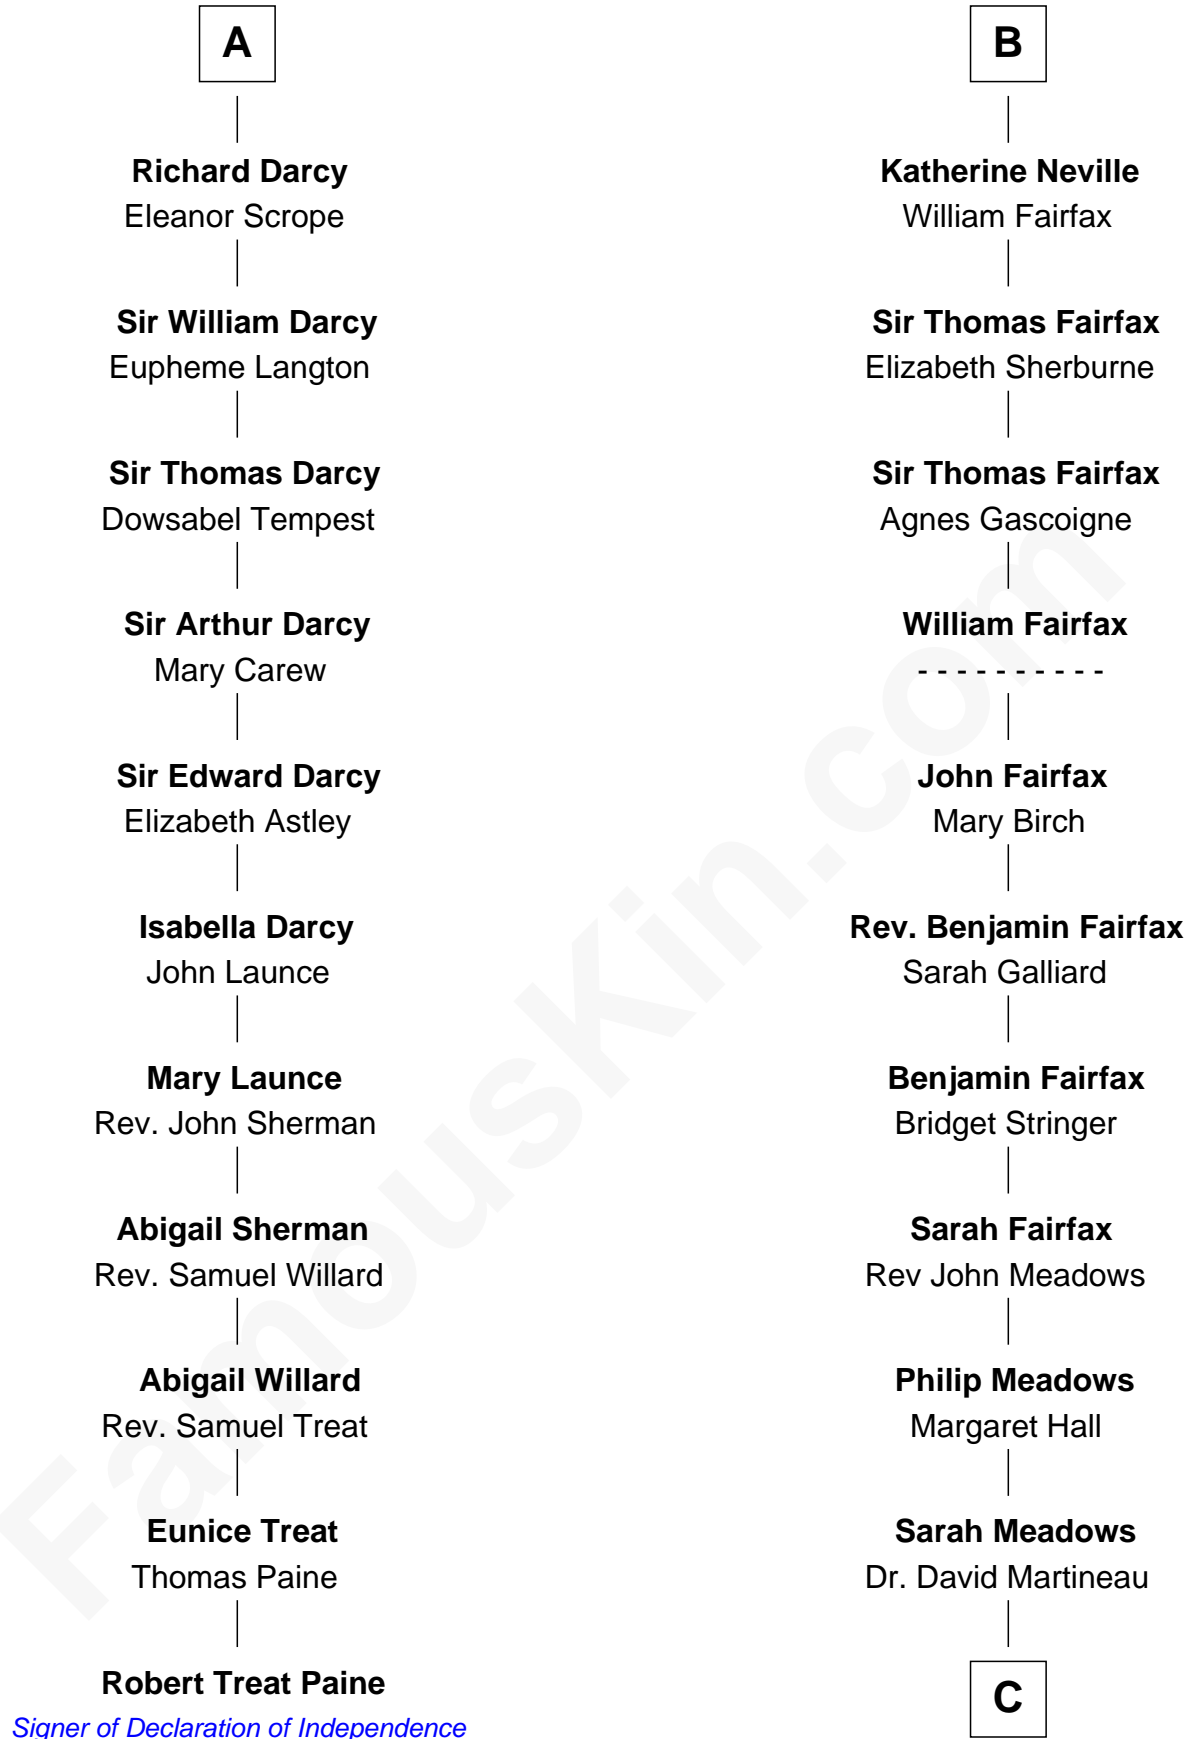 A
Richard Darcy
Eleanor Scrope
Sir William Darcy
Eupheme Langton
Sir Thomas Darcy
Dowsabel Tempest
Sir Arthur Darcy
Mary Carew
Sir Edward Darcy
Elizabeth Astley
Isabella Darcy
John Launce
Mary Launce
Rev. John Sherman
Abigail Sherman
Rev. Samuel Willard
Abigail Willard
Rev. Samuel Treat
Eunice Treat
Thomas Paine
Robert Treat Paine
Signer of Declaration of Independence
B
Katherine Neville
William Fairfax
Sir Thomas Fairfax
Elizabeth Sherburne
Sir Thomas Fairfax
Agnes Gascoigne
William Fairfax
- - - - - - - - - -
John Fairfax
Mary Birch
Rev. Benjamin Fairfax
Sarah Galliard
Benjamin Fairfax
Bridget Stringer
Sarah Fairfax
Rev John Meadows
Philip Meadows
Margaret Hall
Sarah Meadows
Dr. David Martineau
C
FamousKin.com